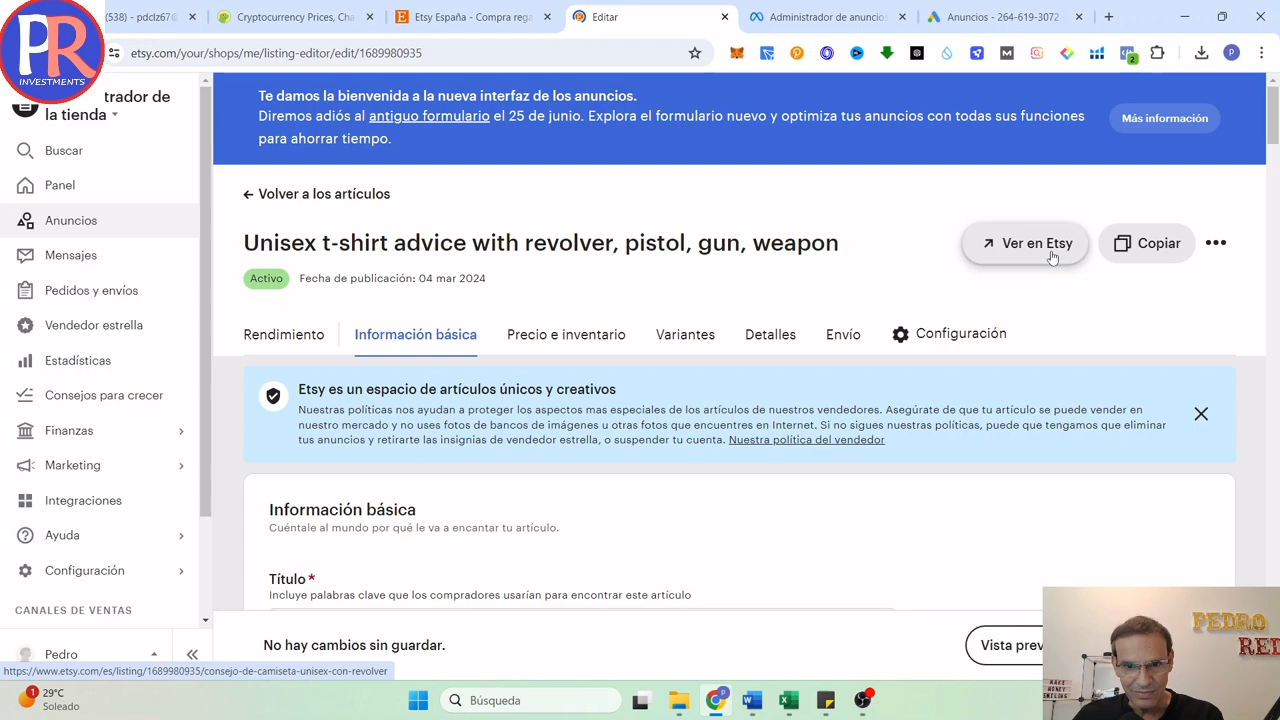 (538) - pdclz67@
Cryptocurrency Prices, Cha
Etsy España - Compra rega
Editar
Administrador de anuncios
Anuncios - 264-619-3072
etsy.com/your/shops/me/listing-editor/edit/1689980935
2
PR
INVESTMENTS
trador de
la tienda
Buscar
Panel
Anuncios
Mensajes
Pedidos y envíos
Vendedor estrella
Estadísticas
Consejos para crecer
Finanzas
Marketing
Integraciones
Ayuda
Configuración
CANALES DE VENTAS
Pedro
Te damos la bienvenida a la nueva interfaz de los anuncios.
Diremos adiós al antiguo formulario el 25 de junio. Explora el formulario nuevo y optimiza tus anuncios con todas sus funciones
para ahorrar tiempo.
Más información
Volver a los artículos
Unisex t-shirt advice with revolver, pistol, gun, weapon
Ver en Etsy
Copiar
Activo
Fecha de publicación: 04 mar 2024
Rendimiento
Información básica
Precio e inventario
Variantes
Detalles
Envío
Configuración
Etsy es un espacio de artículos únicos y creativos
Nuestras políticas nos ayudan a proteger los aspectos mas especiales de los artículos de nuestros vendedores. Asegúrate de que tu artículo se puede vender en
nuestro mercado y no uses fotos de bancos de imágenes u otras fotos que encuentres en Internet. Si no sigues nuestras políticas, puede que tengamos que eliminar
tus anuncios y retirarte las insignias de vendedor estrella, o suspender tu cuenta. Nuestra política del vendedor
Información básica
Cuéntale al mundo por qué le va a encantar tu artículo.
Título *
Incluye palabras clave que los compradores usarían para encontrar este artículo
No hay cambios sin guardar.
Vista prev
PEDRO
RED
MAKE
MONEY
SMILING
https://www.etsy.com/es/listing/1689980935/consejo-de-camiseta-unisex-con-revolver
1
29°C
Soleado
Búsqueda